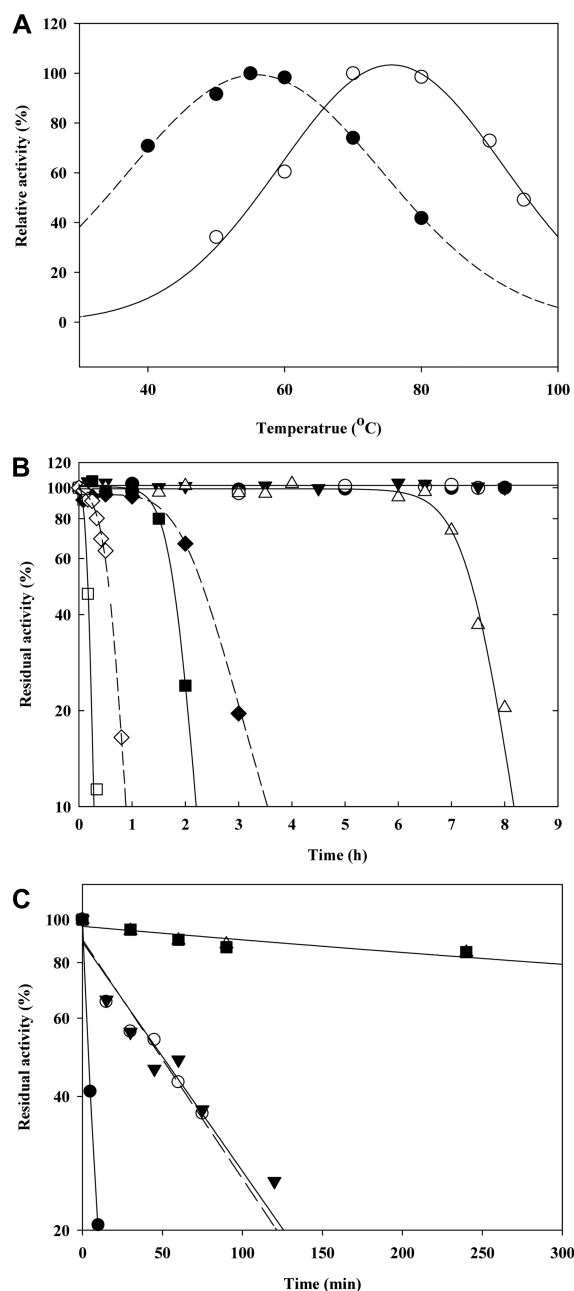 A
120
100
80
60
40
20
0
Relative activity (%)
40 60 80 100
Tempera­true (°C)
B
120
100
80
60
40
20
10
Residual activity (%)
0 1 2 3 4 5 6 7 8 9
Time (h)
C
100
80
60
40
20
Residual activity (%)
0 50 100 150 200 250 300
Time (min)